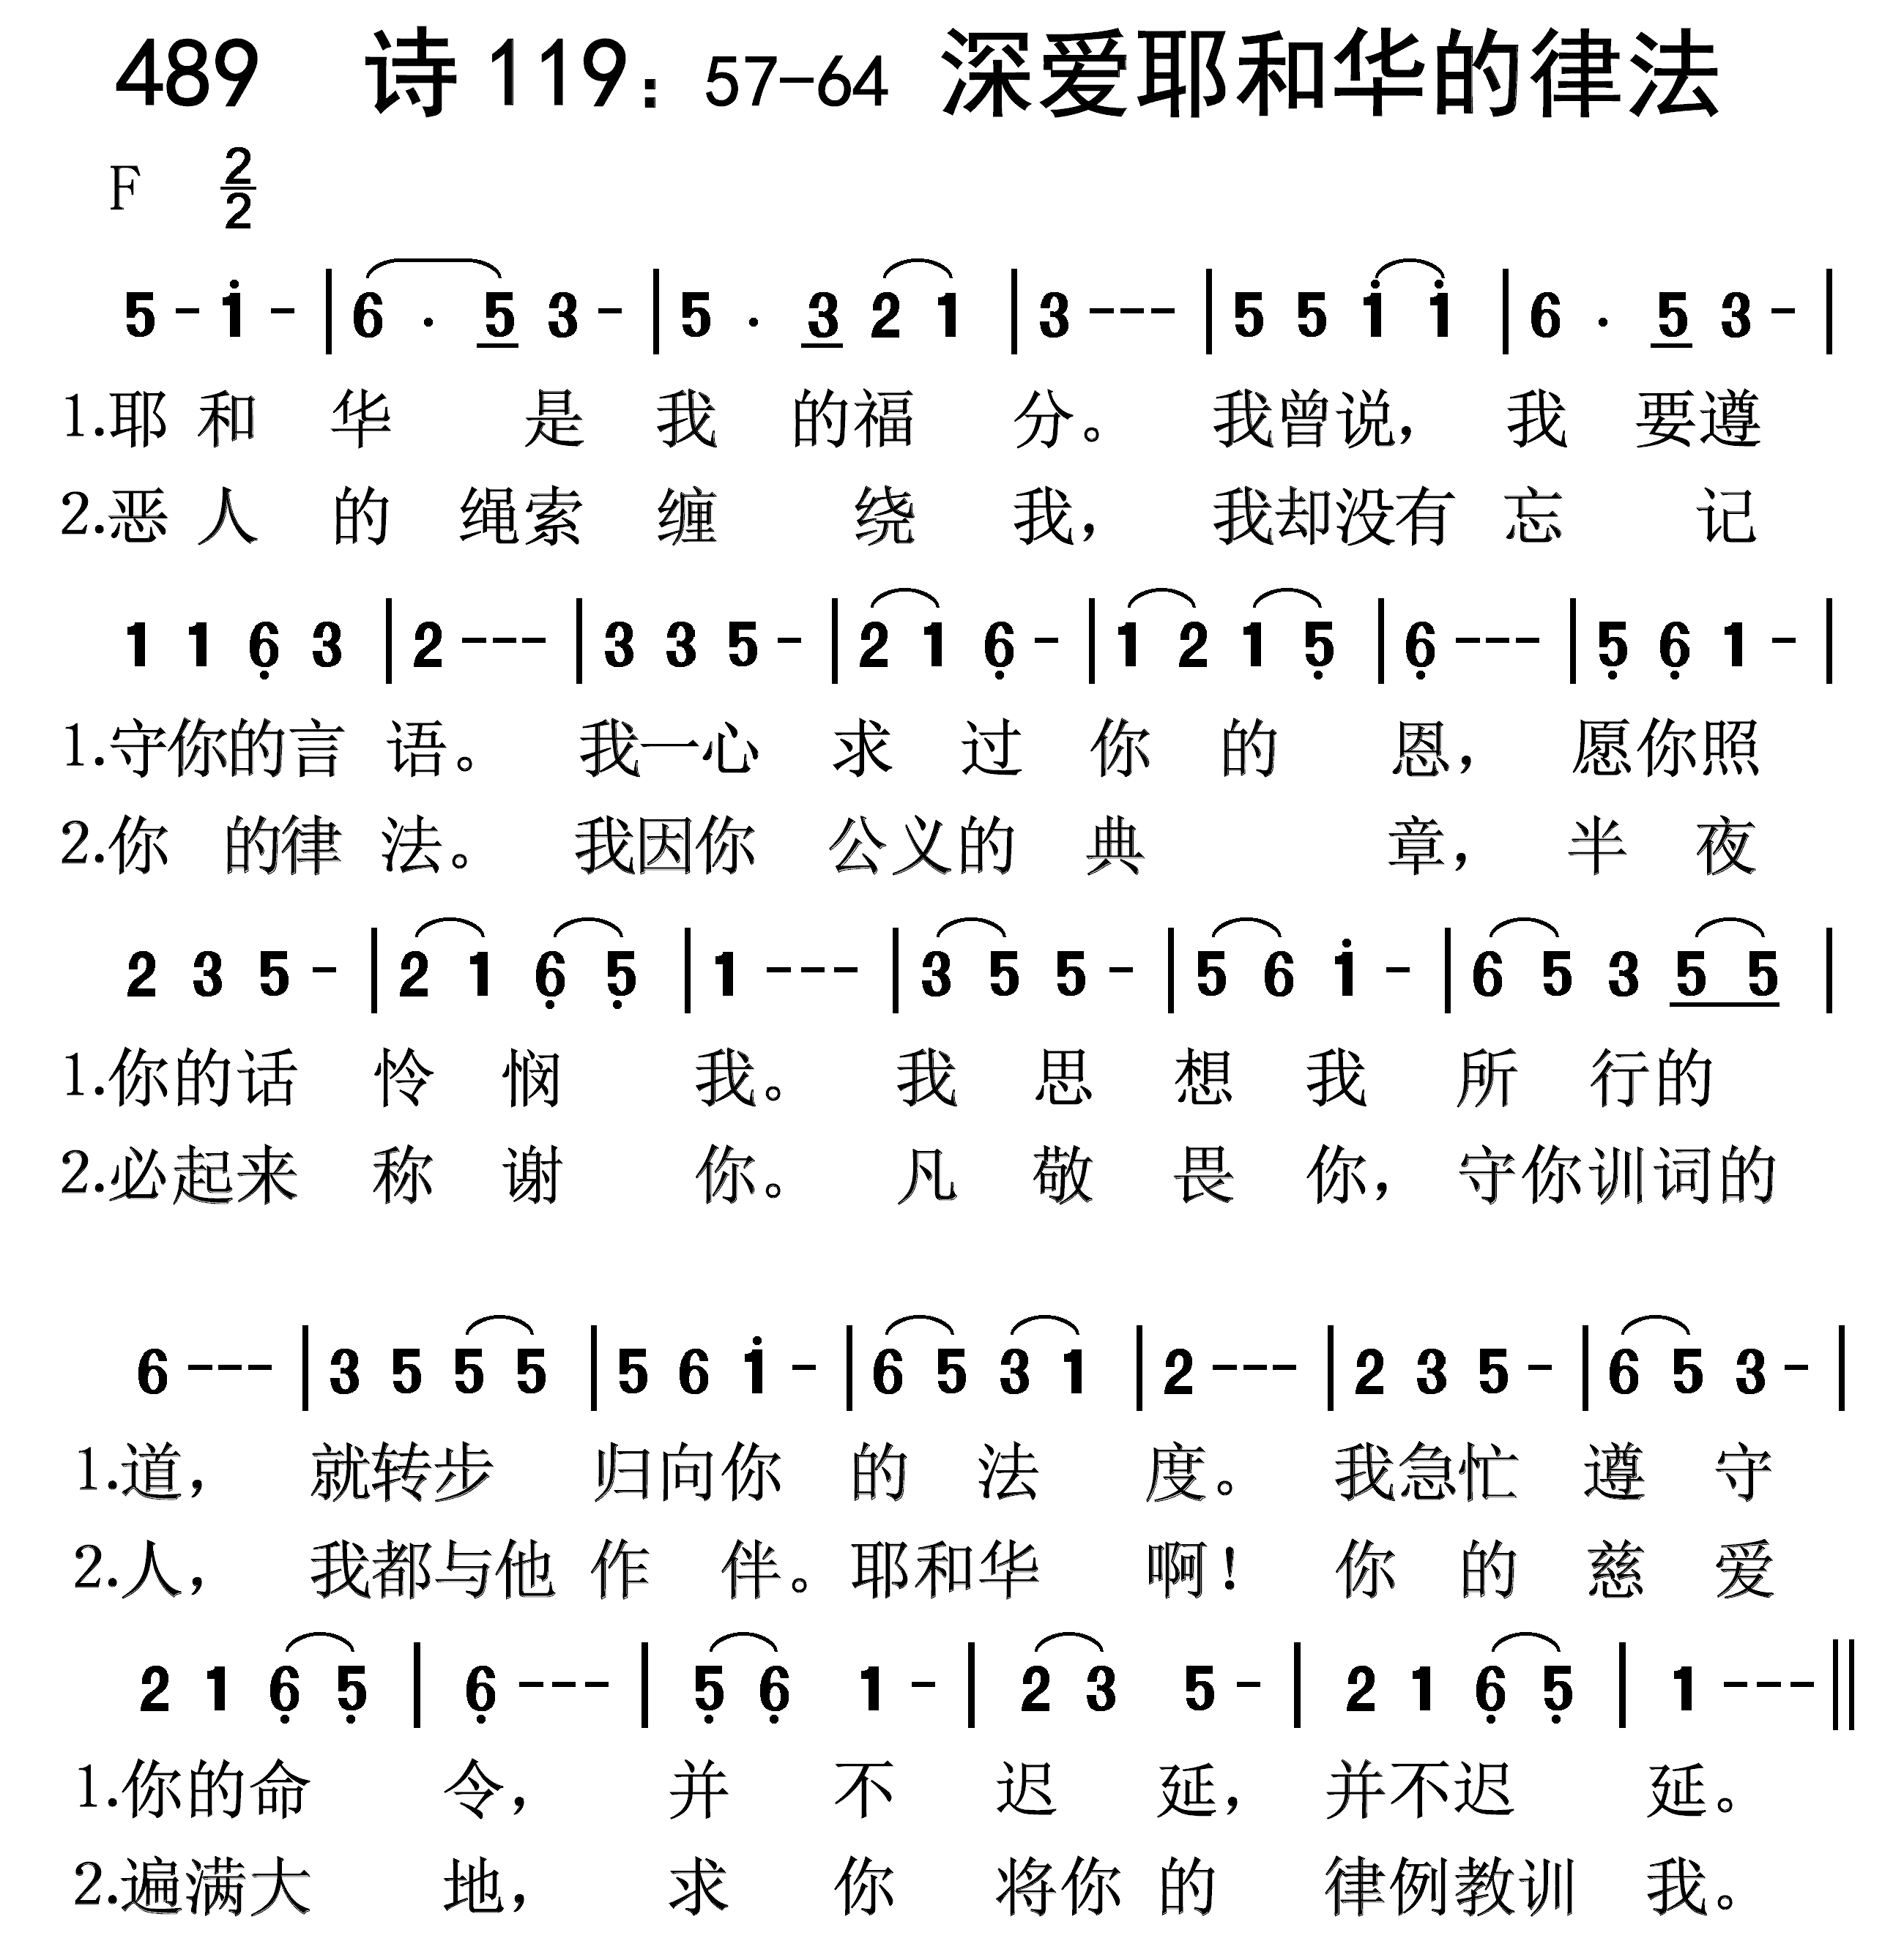 489 诗119：57-64 深爱耶和华的律法
F 2/2
5 - i - | 6 · 5 3 - | 5 · 3 2 1 | 3 - - - | 5 5 i i | 6 · 5 3 - |
1.耶 和 华 是 我 的福 分。 我曾说， 我 要遵
2.恶 人 的 绳索 缠 绕 我， 我却没有 忘 记
1 1 6̣ 3 | 2 - - - | 3 3 5 - | 2 1 6̣ - | 1 2 1 5̣ | 6̣ - - - | 5̣ 6̣ 1 - |
1.守你的言 语。 我一心 求 过 你 的 恩， 愿你照
2.你 的律 法。 我因你 公义的 典 章， 半 夜
2 3 5 - | 2 1 6̣ 5̣ | 1 - - - | 3 5 5 - | 5 6 i - | 6 5 3 5 5 |
1.你的话 怜 悯 我。 我 思 想 我 所 行的
2.必起来 称 谢 你。 凡 敬 畏 你， 守你训词的
6 - - - | 3 5 5 5 | 5 6 i - | 6 5 3 1 | 2 - - - | 2 3 5 - | 6 5 3 - |
1.道， 就转步 归向你 的 法 度。 我急忙 遵 守
2.人， 我都与他 作 伴。耶和华 啊！ 你 的 慈 爱
2 1 6̣ 5̣ | 6̣ - - - | 5̣ 6̣ 1 - | 2 3 5 - | 2 1 6̣ 5̣ | 1 - - - ||
1.你的命 令， 并 不 迟 延， 并不迟 延。
2.遍满大 地， 求 你 将你 的 律例教训 我。